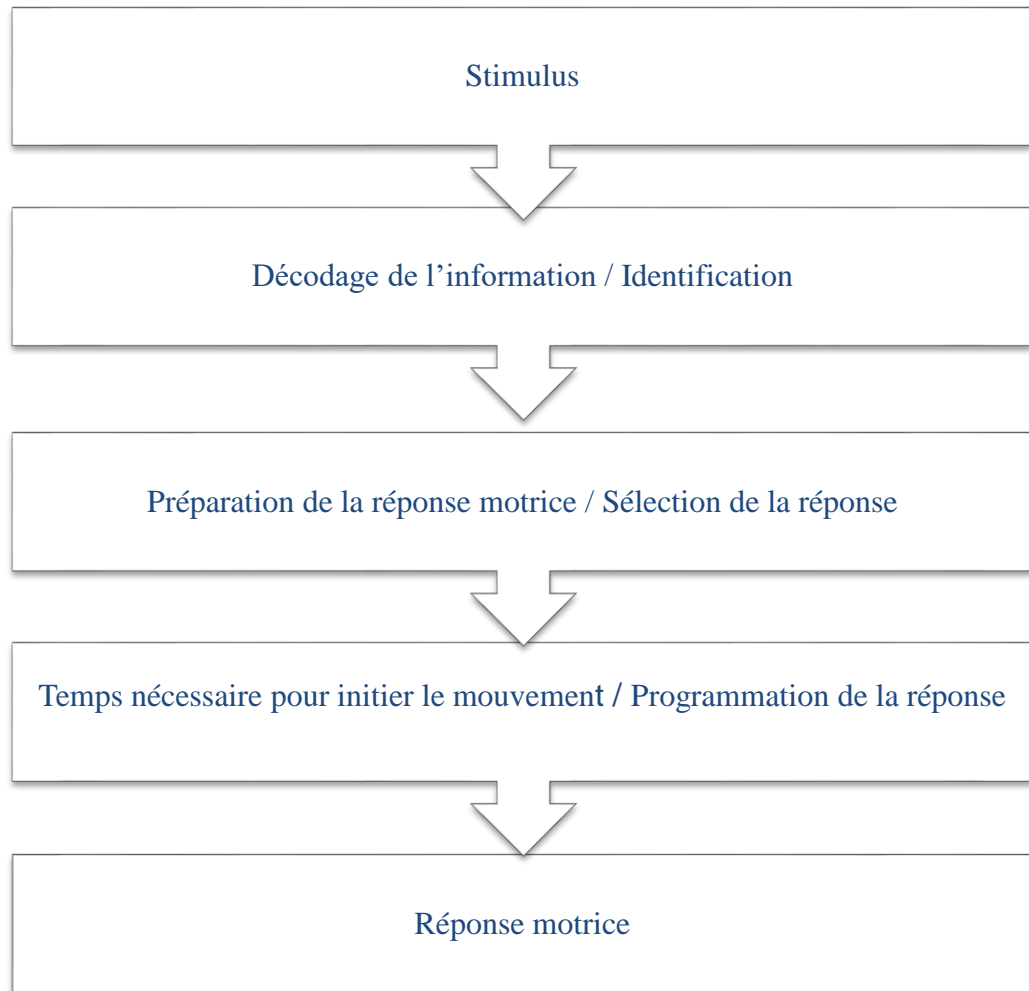 Stimulus
Décodage de l’information / Identification
Préparation de la réponse motrice / Sélection de la réponse
Temps nécessaire pour initier le mouvement / Programmation de la réponse
Réponse motrice